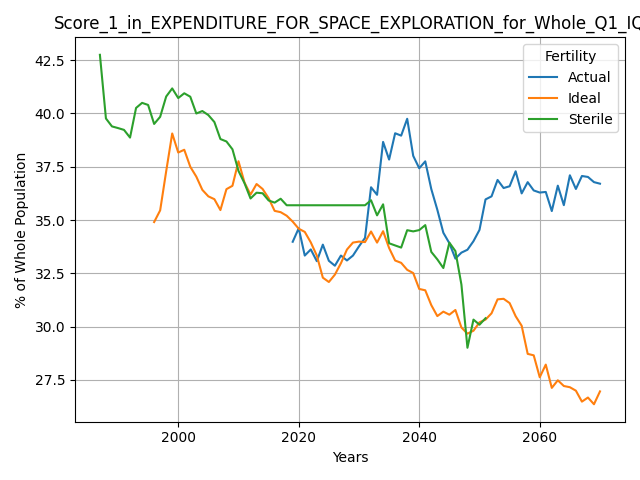 Score_1_in_EXPENDITURE_FOR_SPACE_EXPLORATION_for_Whole_Q1_IQ
Fertility
Actual
Ideal
Sterile
% of Whole Population
42.5
40.0
37.5
35.0
32.5
30.0
27.5
2000
2020
2040
2060
Years